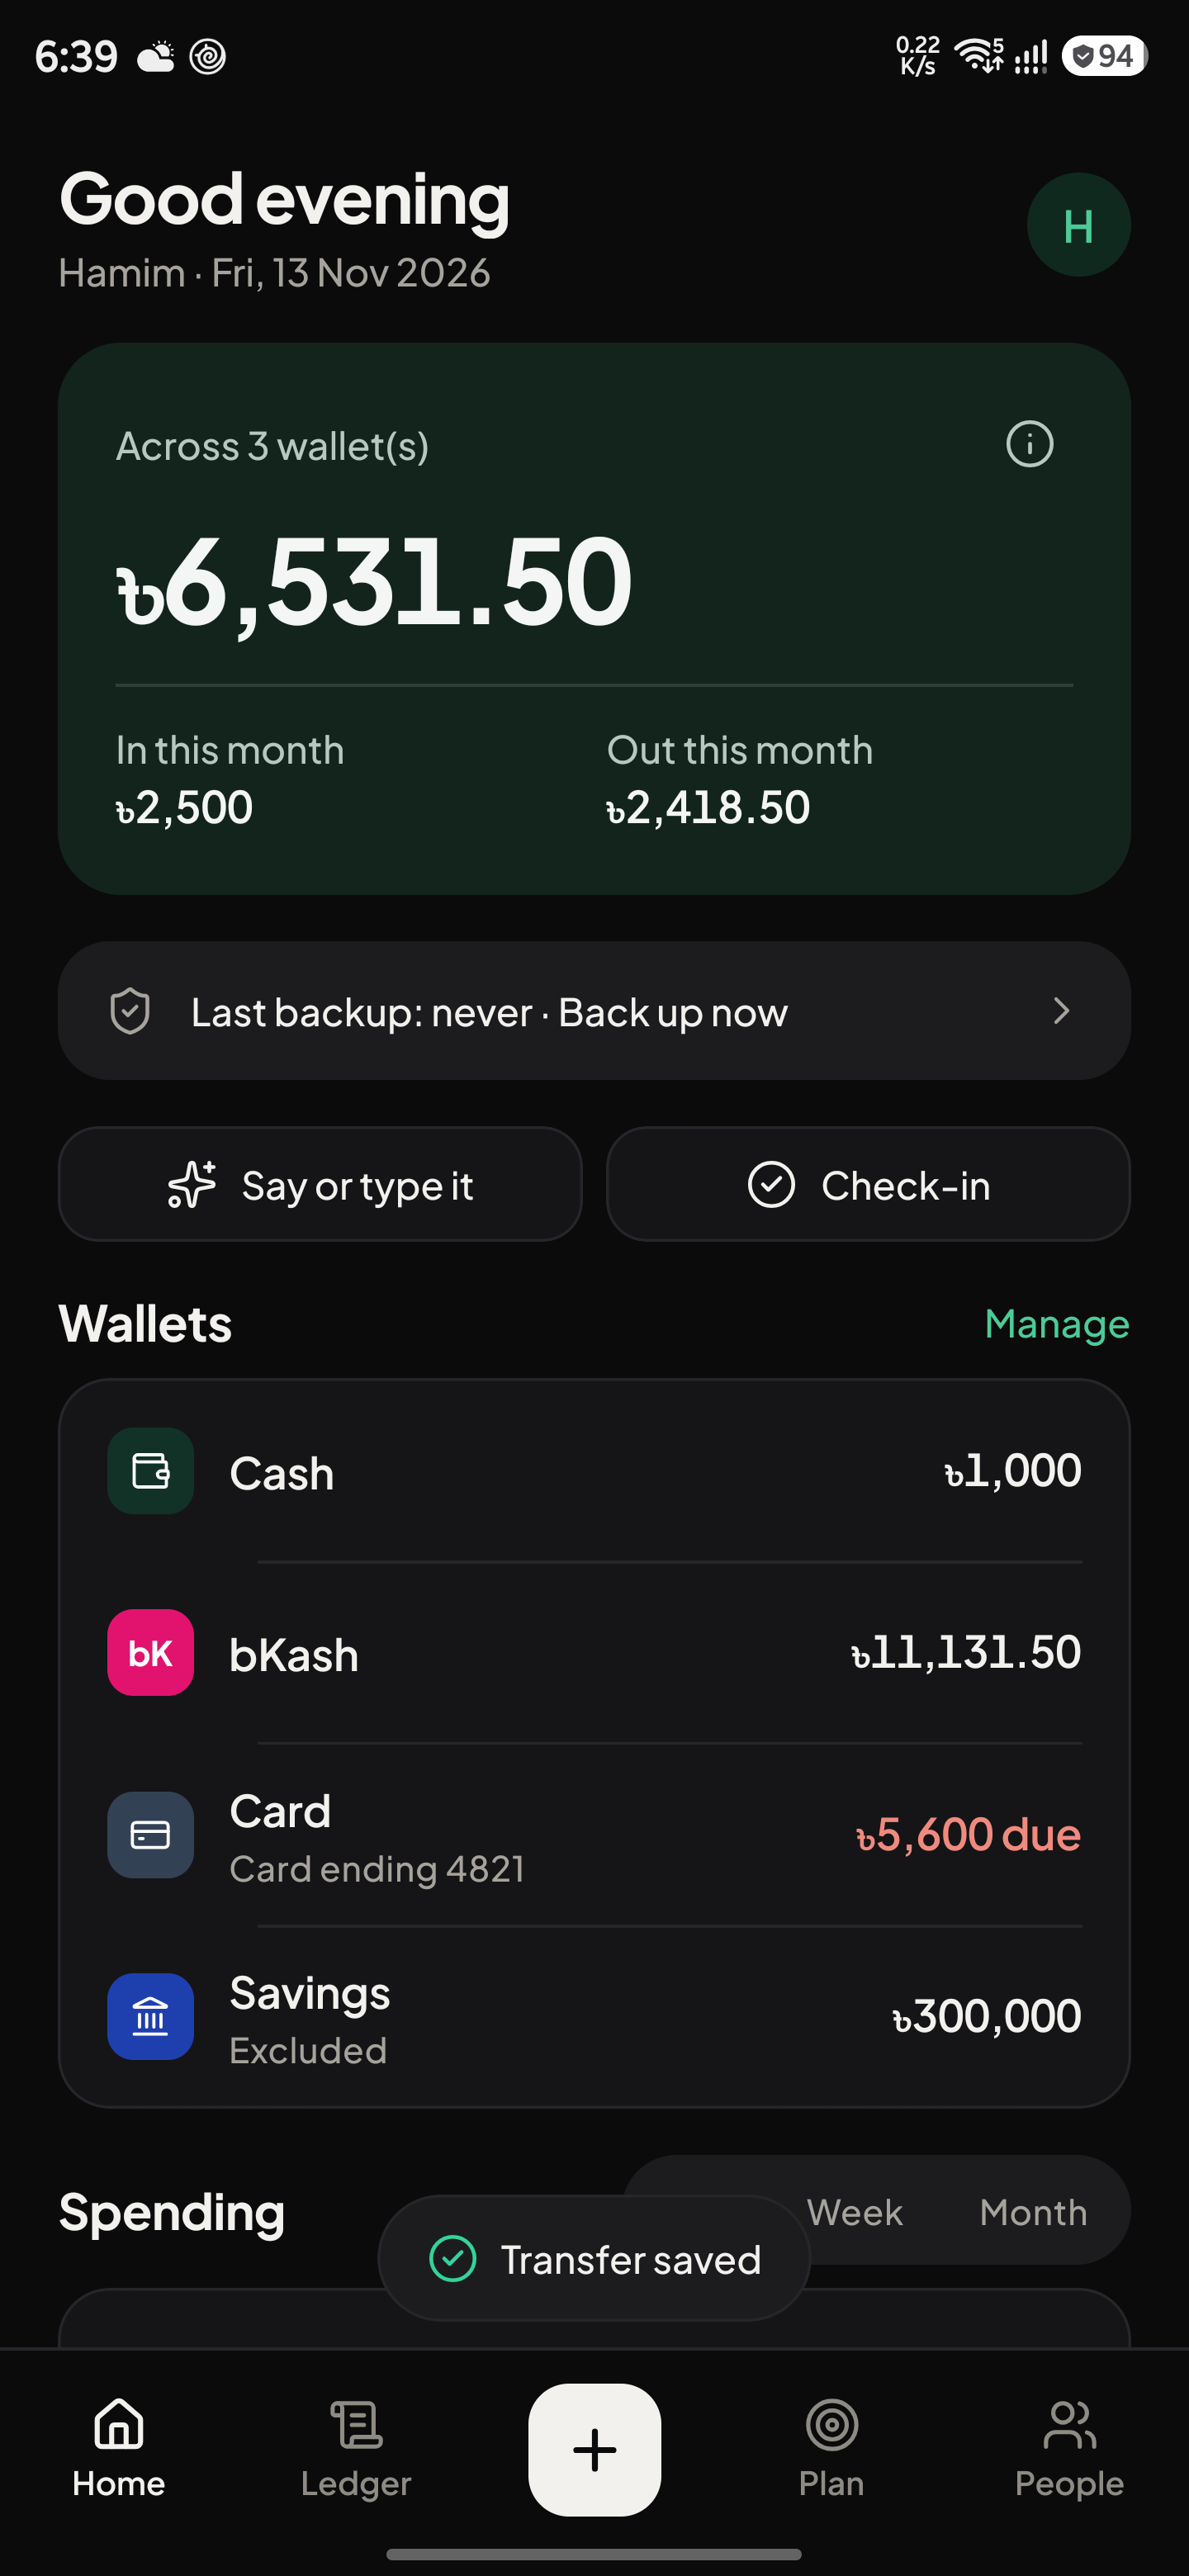 6:39
0.22 K/s
5
94
Good evening
Hamim · Fri, 13 Nov 2026
H
Across 3 wallet(s)
৳6,531.50
In this month
Out this month
৳2,500
৳2,418.50
Last backup: never · Back up now
Say or type it
Check-in
Wallets
Manage
Cash
৳1,000
bK
bKash
৳11,131.50
Card
Card ending 4821
৳5,600 due
Savings
Excluded
৳300,000
Spending
Week
Month
Transfer saved
Home
Ledger
Plan
People